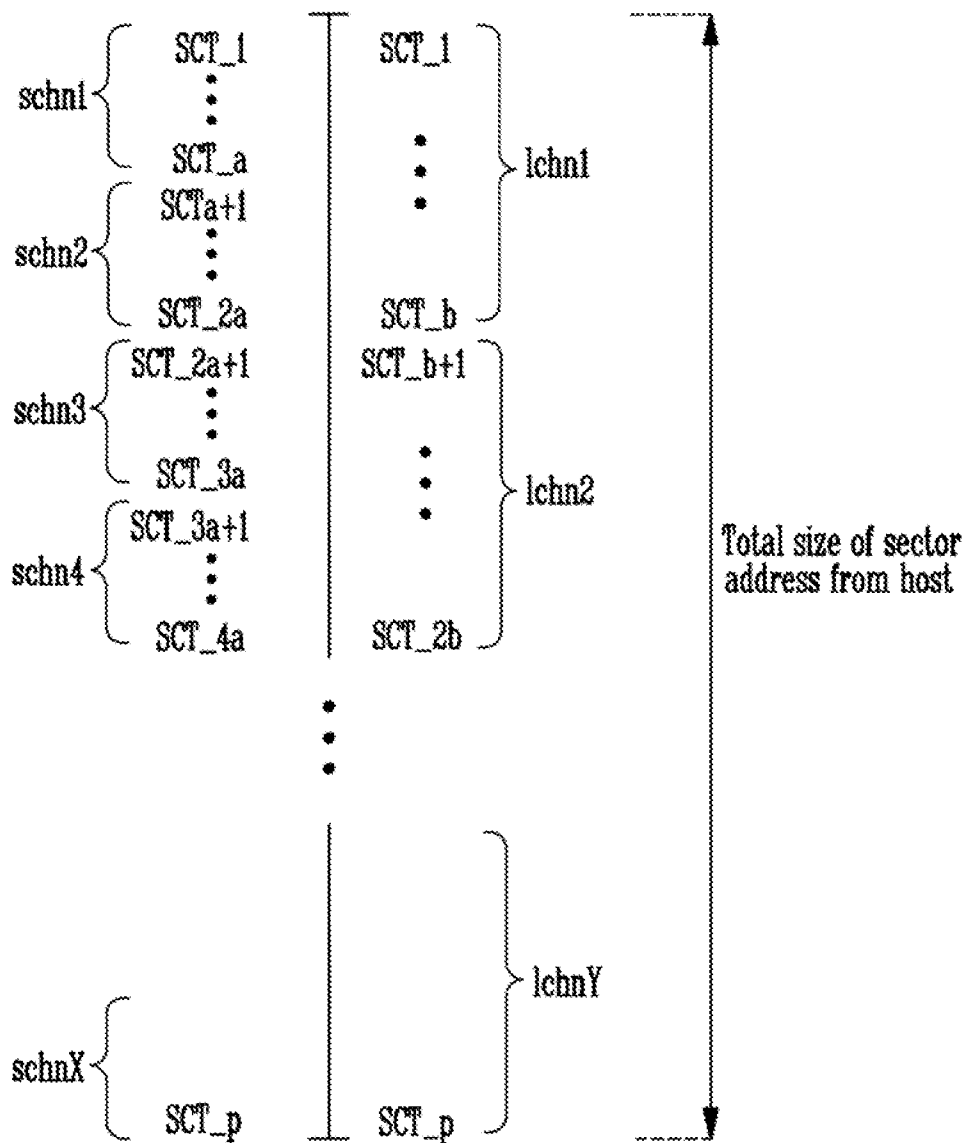 SCT_1
SCT_1
schn1
SCT_a
lchn1
SCTa+1
schn2
SCT_2a
SCT_b
SCT_2a+1
SCT_b+1
schn3
SCT_3a
lchn2
SCT_3a+1
Total size of sector
address from host
schn4
SCT_4a
SCT_2b
lchnY
schnX
SCT_p
SCT_p